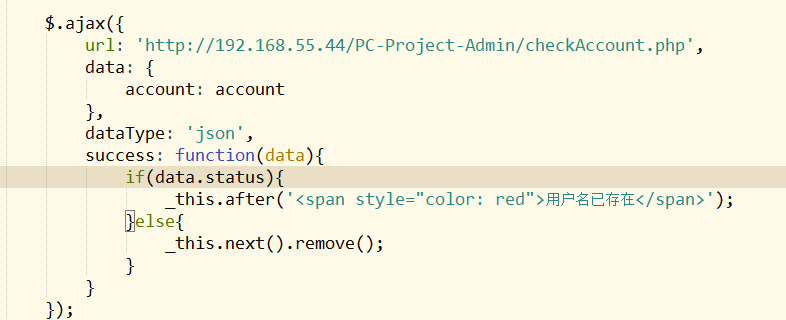 $.ajax({
    url: 'http://192.168.55.44/PC-Project-Admin/checkAccount.php',
    data: {
        account: account
    },
    dataType: 'json',
    success: function(data){
        if(data.status){
            _this.after('<span style="color: red">用户名已存在</span>');
        }else{
            _this.next().remove();
        }
    }
});